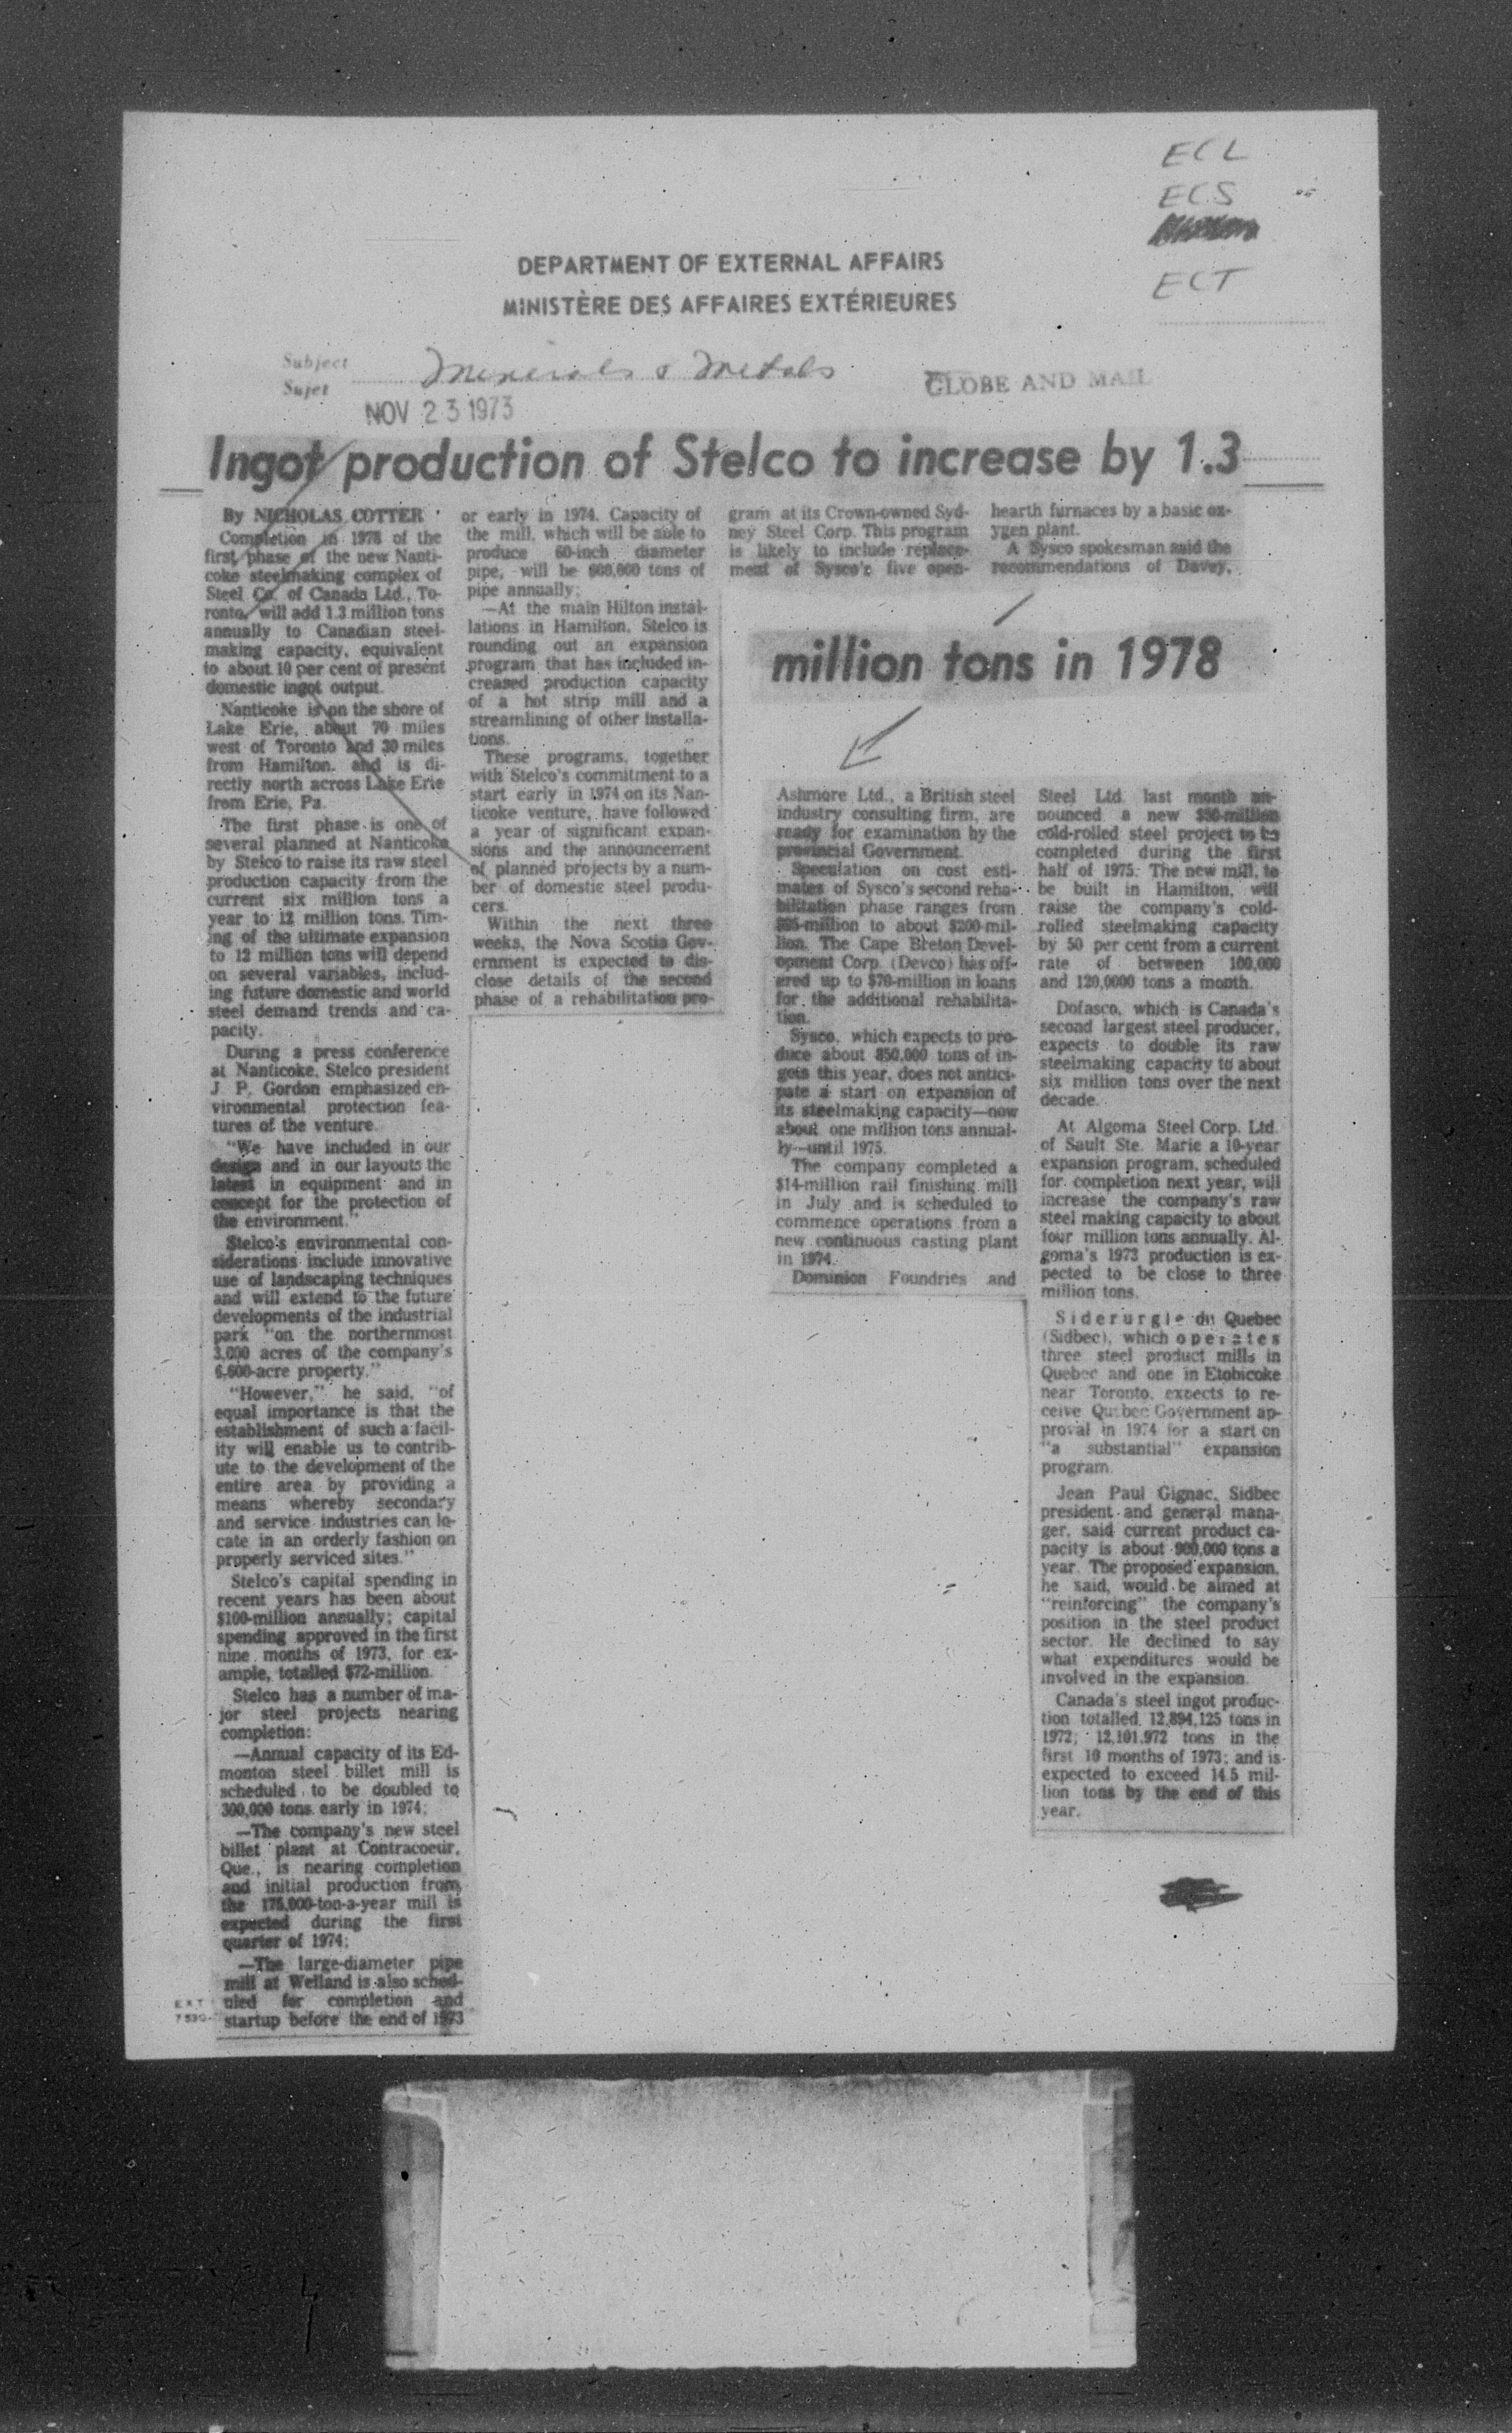 ECL
ECS
ECT
DEPARTMENT OF EXTERNAL AFFAIRS
MINISTÈRE DES AFFAIRES EXTÉRIEURES
Subject
Sujet
Minerals & Metals
GLOBE AND MAIL
NOV 23 1973
Ingot production of Stelco to increase by 1.3
By NICHOLAS COTTER
Completion in 1978 of the
first phase of the new Nanti-
coke steelmaking complex of
Steel Co. of Canada Ltd., To-
ronto, will add 1.3 million tons
annually to Canadian steel-
making capacity, equivalent
to about 10 per cent of present
domestic ingot output.
Nanticoke is on the shore of
Lake Erie, about 70 miles
west of Toronto and 30 miles
from Hamilton, and is di-
rectly north across Lake Erie
from Erie, Pa.
The first phase is one of
several planned at Nanticoke
by Stelco to raise its raw steel
production capacity from the
current six million tons a
year to 12 million tons. Tim-
ing of the ultimate expansion
to 12 million tons will depend
on several variables, includ-
ing future domestic and world
steel demand trends and ca-
pacity.
During a press conference
at Nanticoke, Stelco president
J. P. Gordon emphasized en-
vironmental protection fea-
tures of the venture.
"We have included in our
design and in our layouts the
latest in equipment and in
concept for the protection of
the environment."
Stelco's environmental con-
siderations include innovative
use of landscaping techniques
and will extend to the future
developments of the industrial
park "on the northernmost
3,000 acres of the company's
6,600-acre property."
"However," he said, "of
equal importance is that the
establishment of such a facil-
ity will enable us to contrib-
ute to the development of the
entire area by providing a
means whereby secondary
and service industries can lo-
cate in an orderly fashion on
properly serviced sites."
Stelco's capital spending in
recent years has been about
$100-million annually; capital
spending approved in the first
nine months of 1973, for ex-
ample, totalled $72-million.
Stelco has a number of ma-
jor steel projects nearing
completion:
—Annual capacity of its Ed-
monton steel billet mill is
scheduled to be doubled to
300,000 tons early in 1974;
—The company's new steel
billet plant at Contracoeur,
Que., is nearing completion
and initial production from
the 175,000-ton-a-year mill is
expected during the first
quarter of 1974;
—The large-diameter pipe
mill at Welland is also sched-
uled for completion and
startup before the end of 1973
EXT
or early in 1974. Capacity of
the mill, which will be able to
produce 60-inch diameter
pipe, will be 600,000 tons of
pipe annually;
—At the main Hilton instal-
lations in Hamilton, Stelco is
rounding out an expansion
program that has included in-
creased production capacity
of a hot strip mill and a
streamlining of other installa-
tions.
These programs, together
with Stelco's commitment to a
start early in 1974 on its Nan-
ticoke venture, have followed
a year of significant expan-
sions and the announcement
of planned projects by a num-
ber of domestic steel produ-
cers.
Within the next three
weeks, the Nova Scotia Gov-
ernment is expected to dis-
close details of the second
phase of a rehabilitation pro-
gram at its Crown-owned Syd-
ney Steel Corp. This program
is likely to include replace-
ment of Sysco's five open-
hearth furnaces by a basic ox-
ygen plant.
A Sysco spokesman said the
recommendations of Davey,
million tons in 1978
Ashmore Ltd., a British steel
industry consulting firm, are
ready for examination by the
provincial Government.
Speculation on cost esti-
mates of Sysco's second reha-
bilitation phase ranges from
$95-million to about $200-mil-
lion. The Cape Breton Devel-
opment Corp. (Devco) has off-
ered up to $70-million in loans
for the additional rehabilita-
tion.
Sysco, which expects to pro-
duce about 850,000 tons of in-
gots this year, does not antici-
pate a start on expansion of
its steelmaking capacity—now
about one million tons annual-
ly—until 1975.
The company completed a
$14-million rail finishing mill
in July and is scheduled to
commence operations from a
new continuous casting plant
in 1974.
Dominion Foundries and
Steel Ltd. last month an-
nounced a new $50-million
cold-rolled steel project to be
completed during the first
half of 1975. The new mill, to
be built in Hamilton, will
raise the company's cold-
rolled steelmaking capacity
by 50 per cent from a current
rate of between 100,000
and 120,0000 tons a month.
Dofasco, which is Canada's
second largest steel producer,
expects to double its raw
steelmaking capacity to about
six million tons over the next
decade.
At Algoma Steel Corp. Ltd.
of Sault Ste. Marie a 10-year
expansion program, scheduled
for completion next year, will
increase the company's raw
steel making capacity to about
four million tons annually. Al-
goma's 1973 production is ex-
pected to be close to three
million tons.
Siderurgie du Quebec
(Sidbec), which operates
three steel product mills in
Quebec and one in Etobicoke
near Toronto, expects to re-
ceive Quebec Government ap-
proval in 1974 for a start on
"a substantial" expansion
program.
Jean Paul Gignac, Sidbec
president and general mana-
ger, said current product ca-
pacity is about 900,000 tons a
year. The proposed expansion,
he said, would be aimed at
"reinforcing" the company's
position in the steel product
sector. He declined to say
what expenditures would be
involved in the expansion.
Canada's steel ingot produc-
tion totalled 12,894,125 tons in
1972; 12,101,972 tons in the
first 10 months of 1973; and is
expected to exceed 14.5 mil-
lion tons by the end of this
year.